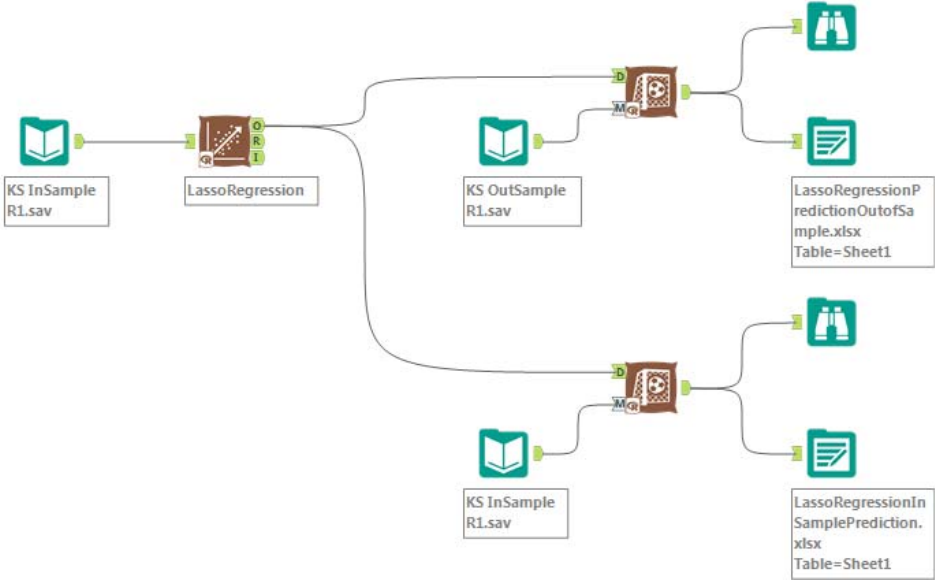 D
M
O
R
I
KS InSample
R1.sav
LassoRegression
KS OutSample
R1.sav
LassoRegressionP
redictionOutofSa
mple.xlsx
Table=Sheet1
D
M
KS InSample
R1.sav
LassoRegressionIn
SamplePrediction.
xlsx
Table=Sheet1